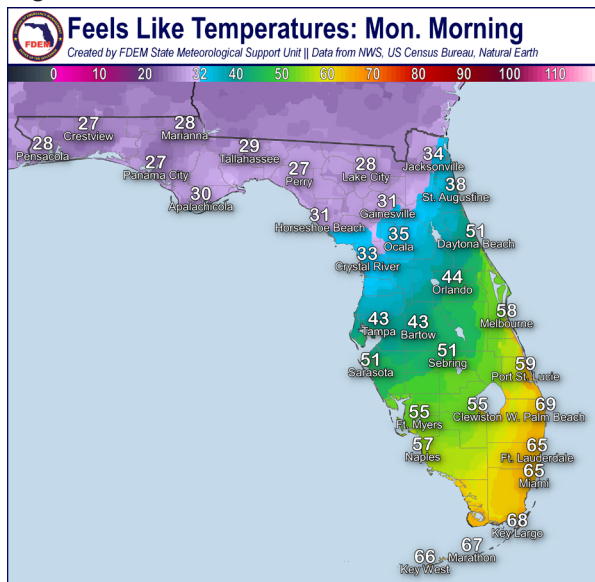 Feels Like Temperatures: Mon. Morning
Created by FDEM State Meteorological Support Unit || Data from NWS, US Census Bureau, Natural Earth
FDEM
0 10 20 32 40 50 60 70 80 90 100 110
27
Crestview
28
Marianna
28
Pensacola
29
Tallahassee
27
Panama City
27
Perry
28
Lake City
34
Jacksonville
30
Apalachicola
38
St. Augustine
31
Gainesville
31
Horseshoe Beach
35
Ocala
51
Daytona Beach
33
Crystal River
44
Orlando
58
Melbourne
43
Tampa
43
Bartow
51
Sarasota
51
Sebring
59
Port St. Lucie
55
Ft. Myers
55
Clewiston
69
W. Palm Beach
57
Naples
65
Ft. Lauderdale
65
Miami
68
Key Largo
67
Marathon
66
Key West